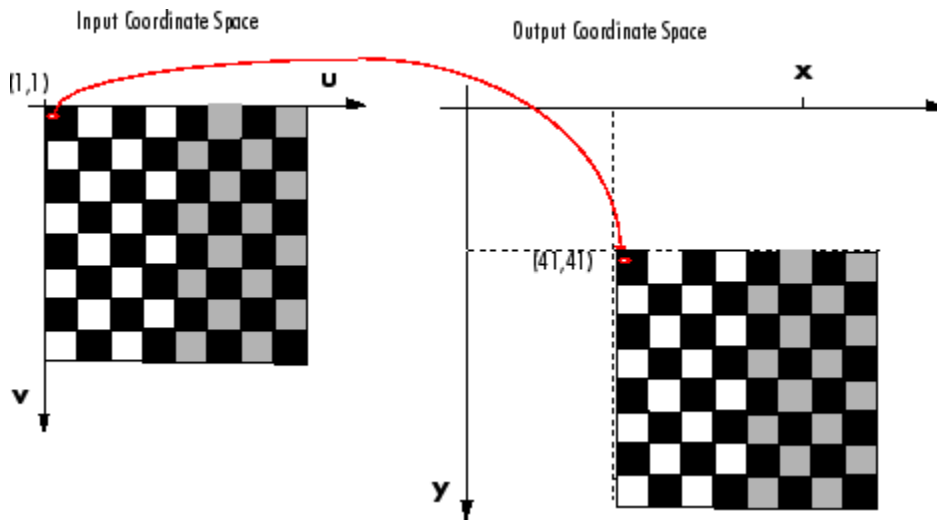 Input Coordinate Space
Output Coordinate Space
(1,1)
u
x
(41,41)
v
y